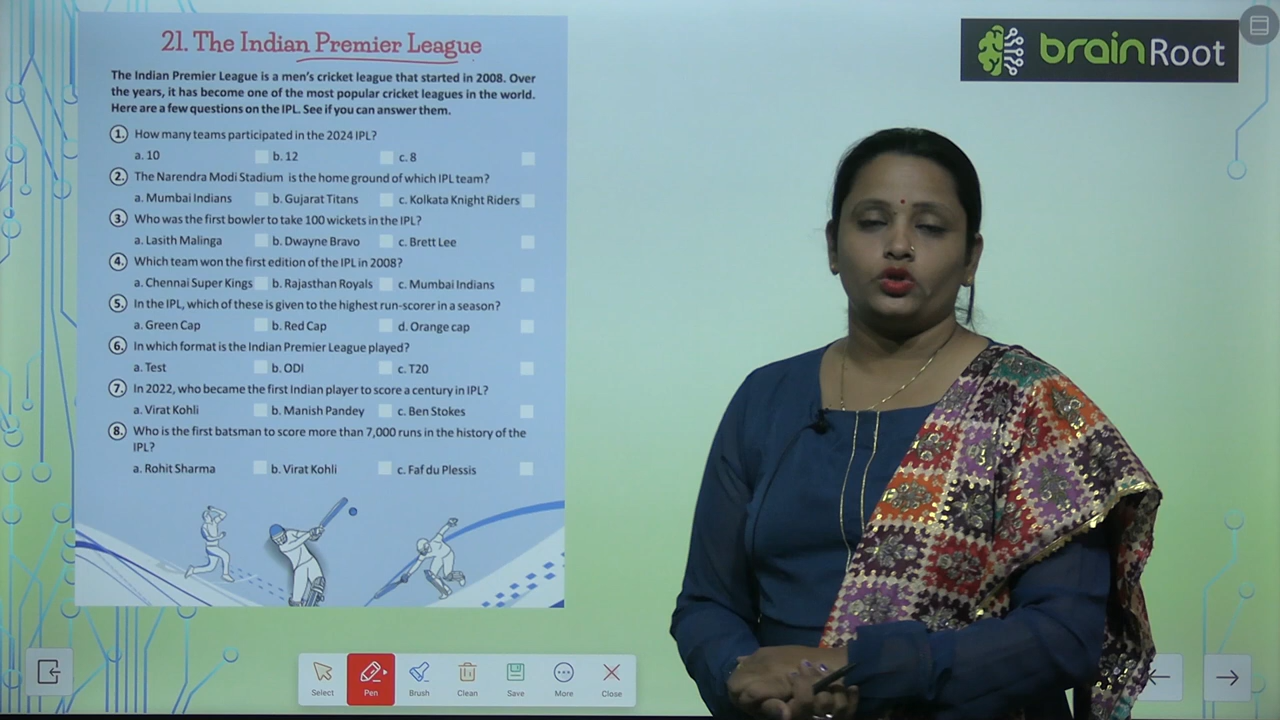 21. The Indian Premier League
The Indian Premier League is a men's cricket league that started in 2008. Over
the years, it has become one of the most popular cricket leagues in the world.
Here are a few questions on the IPL. See if you can answer them.
1. How many teams participated in the 2024 IPL?
a. 10 b. 12 c. 8
2. The Narendra Modi Stadium is the home ground of which IPL team?
a. Mumbai Indians b. Gujarat Titans c. Kolkata Knight Riders
3. Who was the first bowler to take 100 wickets in the IPL?
a. Lasith Malinga b. Dwayne Bravo c. Brett Lee
4. Which team won the first edition of the IPL in 2008?
a. Chennai Super Kings b. Rajasthan Royals c. Mumbai Indians
5. In the IPL, which of these is given to the highest run-scorer in a season?
a. Green Cap b. Red Cap d. Orange cap
6. In which format is the Indian Premier League played?
a. Test b. ODI c. T20
7. In 2022, who became the first Indian player to score a century in IPL?
a. Virat Kohli b. Manish Pandey c. Ben Stokes
8. Who is the first batsman to score more than 7,000 runs in the history of the
IPL?
a. Rohit Sharma b. Virat Kohli c. Faf du Plessis
brainRoot
Select Pen Brush Clean Save More Close